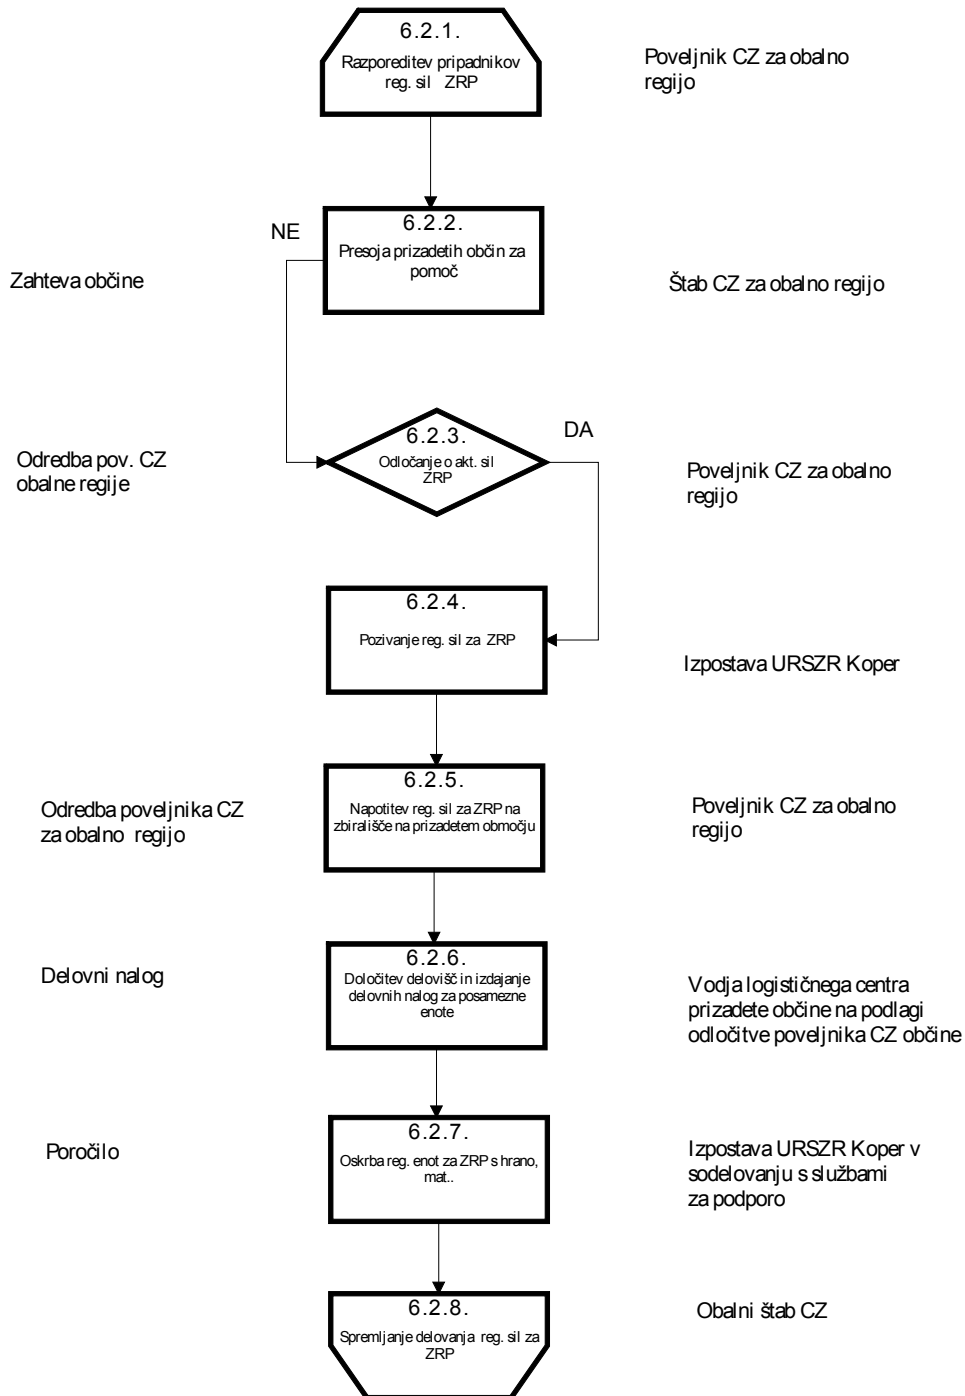 6.2.1.
Razporeditev pripadnikov
reg. sil ZRP
Poveljnik CZ za obalno
regijo
NE
6.2.2.
Presoja prizadetih občin za
pomoč
Zahteva občine
Štab CZ za obalno regijo
6.2.3.
Odločanje o akt. sil
ZRP
DA
Odredba pov. CZ
obalne regije
Poveljnik CZ za obalno
regijo
6.2.4.
Pozivanje reg. sil za ZRP
Izpostava URSZR Koper
6.2.5.
Napotitev reg. sil za ZRP na
zbirališče na prizadetem območju
Odredba poveljnika CZ
za obalno regijo
Poveljnik CZ za obalno
regijo
6.2.6.
Določitev delovišč in izdajanje
delovnih nalog za posamezne
enote
Delovni nalog
Vodja logističnega centra
prizadete občine na podlagi
odločitve poveljnika CZ občine
6.2.7.
Oskrba reg. enot za ZRP s hrano,
mat..
Poročilo
Izpostava URSZR Koper v
sodelovanju s službami
za podporo
6.2.8.
Spremljanje delovanja reg. sil za
ZRP
Obalni štab CZ